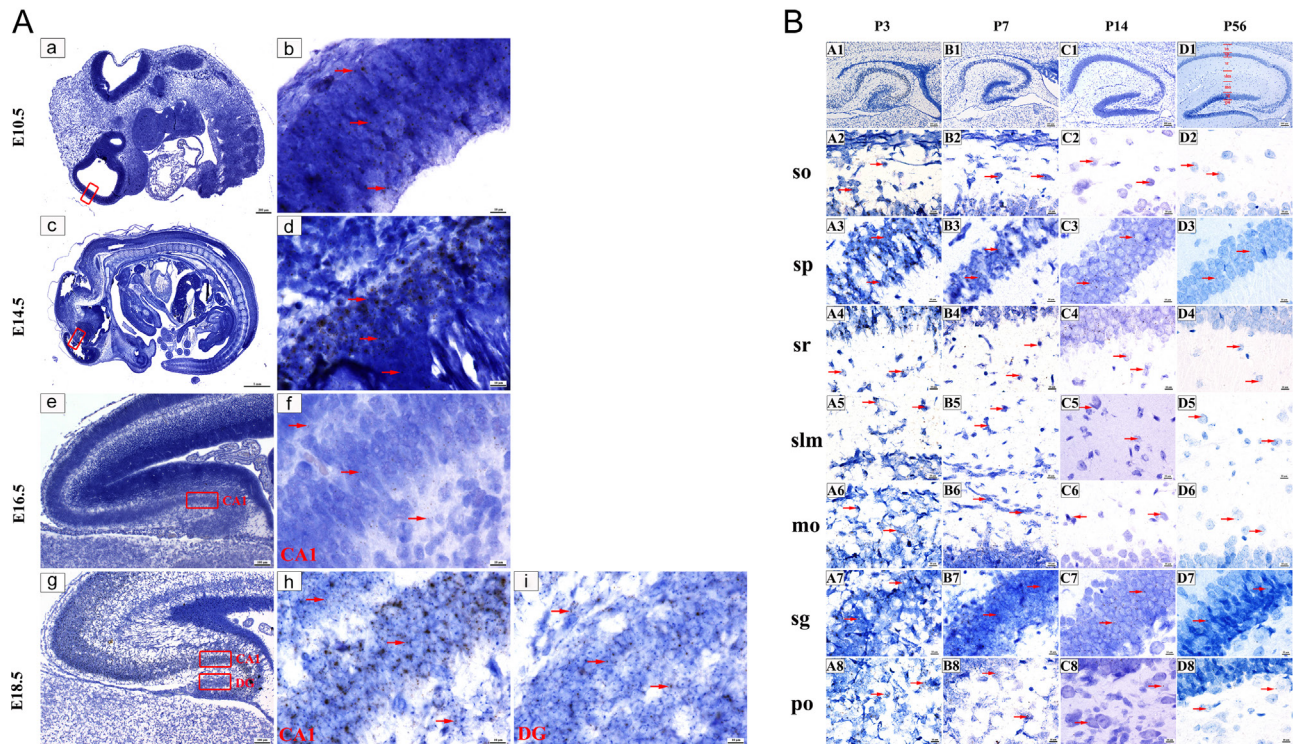 A
B
P3 P7 P14 P56
a
b
E10.5
c
d
E14.5
e
CA1
f
CA1
E16.5
g
CA1
DG
h
CA1
i
DG
E18.5
A1 B1 C1 D1
so
A2 B2 C2 D2
sp
A3 B3 C3 D3
sr
A4 B4 C4 D4
slm
A5 B5 C5 D5
mo
A6 B6 C6 D6
sg
A7 B7 C7 D7
po
A8 B8 C8 D8